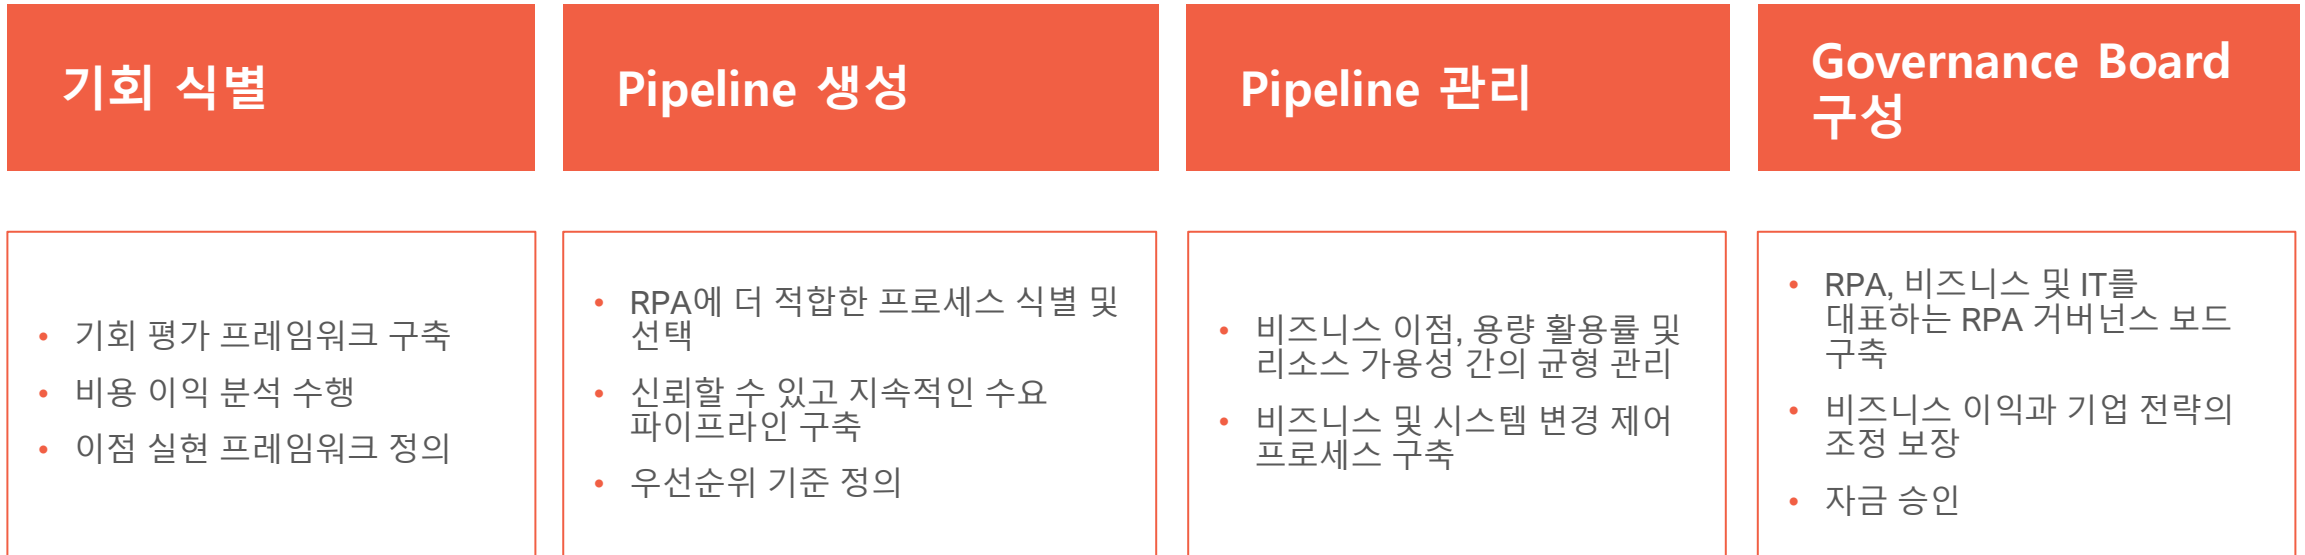 기회 식별
Pipeline 생성
Pipeline 관리
Governance Board
구성
• 기회 평가 프레임워크 구축
• 비용 이익 분석 수행
• 이점 실현 프레임워크 정의
• RPA에 더 적합한 프로세스 식별 및
선택
• 신뢰할 수 있고 지속적인 수요
파이프라인 구축
• 우선순위 기준 정의
• 비즈니스 이점, 용량 활용률 및
리소스 가용성 간의 균형 관리
• 비즈니스 및 시스템 변경 제어
프로세스 구축
• RPA, 비즈니스 및 IT를
대표하는 RPA 거버넌스 보드
구축
• 비즈니스 이익과 기업 전략의
조정 보장
• 자금 승인